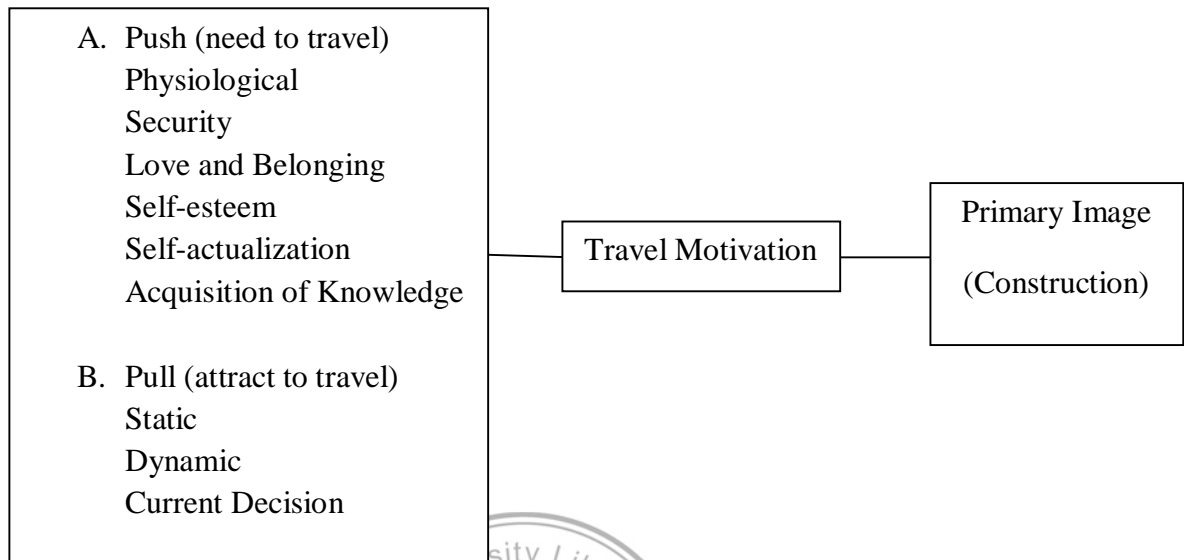 A. Push (need to travel)
Physiological
Security
Love and Belonging
Self-esteem
Self-actualization
Acquisition of Knowledge
B. Pull (attract to travel)
Static
Dynamic
Current Decision
Travel Motivation
Primary Image
(Construction)